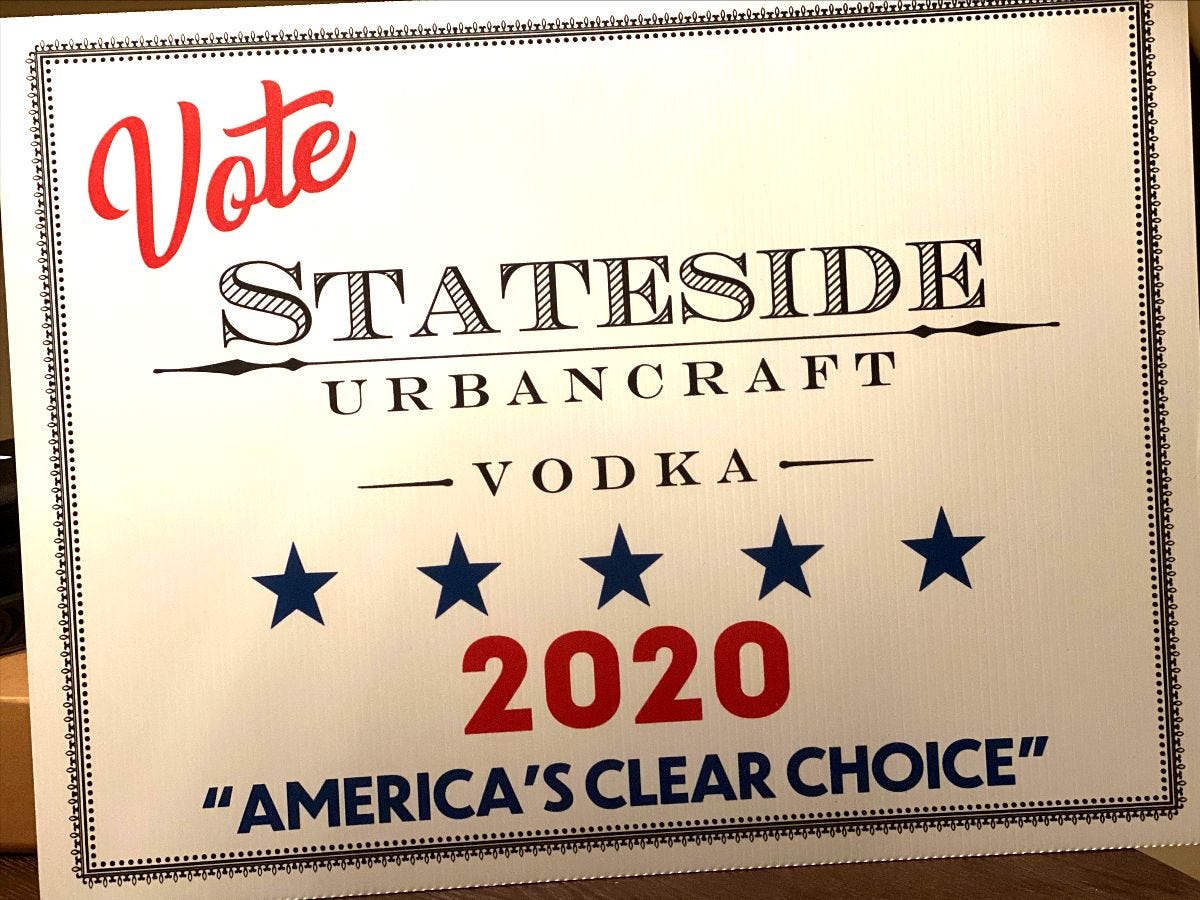 Vote
STATESIDE
URBANCRAFT
VODKA
2020
“AMERICA’S CLEAR CHOICE”